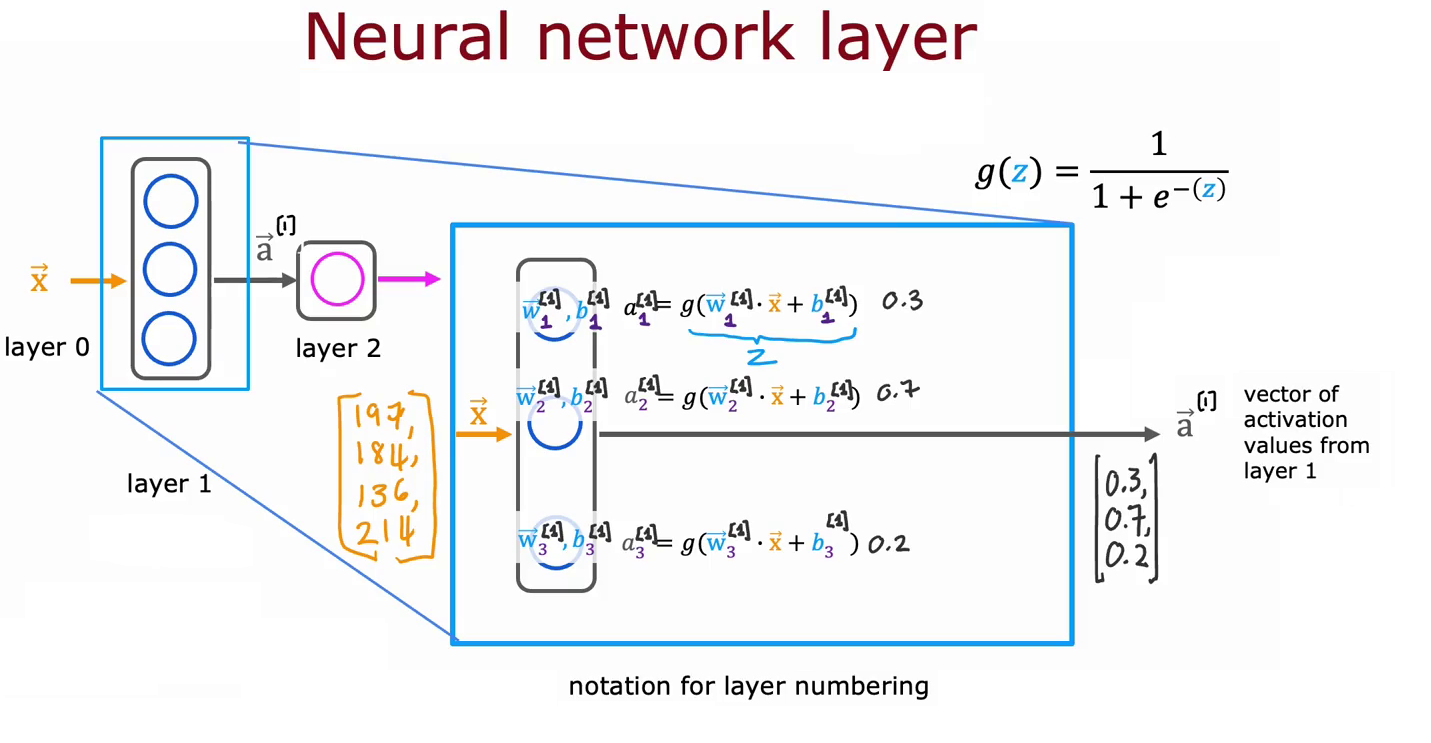 Neural network layer
g(z) = 1 / (1 + e^-(z))
x⃗
a⃗^[1]
layer 0
layer 2
layer 1
[197,
184,
136,
214]
x⃗
w⃗₁^[1], b₁^[1] a₁^[1] = g(w⃗₁^[1] · x⃗ + b₁^[1]) 0.3
z
w⃗₂^[1], b₂^[1] a₂^[1] = g(w⃗₂^[1] · x⃗ + b₂^[1]) 0.7
w⃗₃^[1], b₃^[1] a₃^[1] = g(w⃗₃^[1] · x⃗ + b₃^[1]) 0.2
a⃗^[1]
vector of
activation
values from
layer 1
[0.3,
0.7,
0.2]
notation for layer numbering